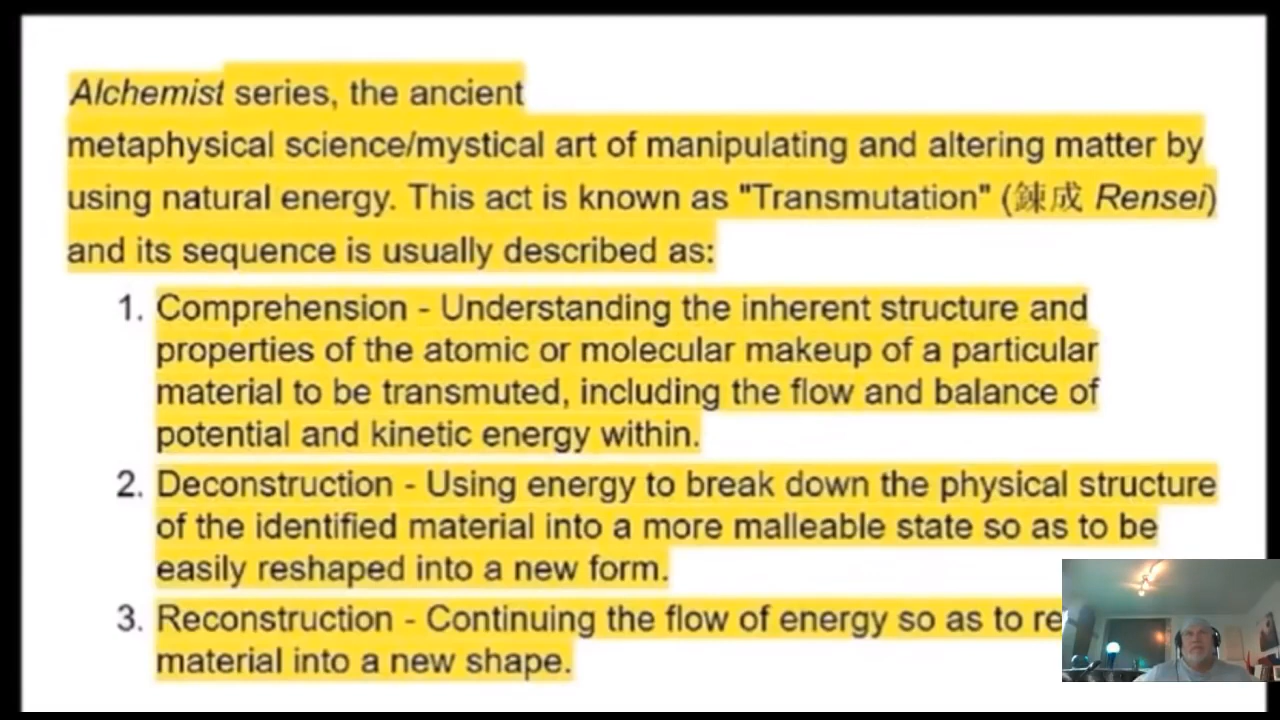 Alchemist series, the ancient
metaphysical science/mystical art of manipulating and altering matter by
using natural energy. This act is known as "Transmutation" (錬成 Rensei)
and its sequence is usually described as:
1. Comprehension - Understanding the inherent structure and
properties of the atomic or molecular makeup of a particular
material to be transmuted, including the flow and balance of
potential and kinetic energy within.
2. Deconstruction - Using energy to break down the physical structure
of the identified material into a more malleable state so as to be
easily reshaped into a new form.
3. Reconstruction - Continuing the flow of energy so as to re
material into a new shape.